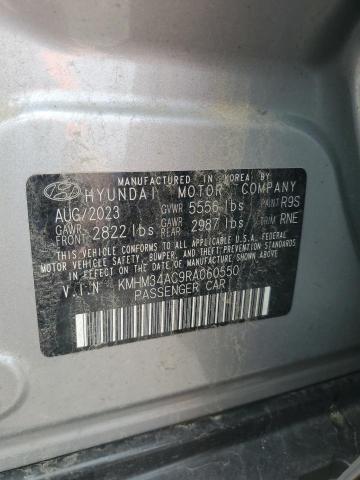 MANUFACTURED IN KOREA BY
HYUNDAI MOTOR COMPANY
AUG/2023 GVWR 5556 lbs PAINT R9S
GAWR FRONT 2822 lbs GAWR REAR 2987 lbs TRIM RNE
THIS VEHICLE CONFORMS TO ALL APPLICABLE U.S. FEDERAL
MOTOR VEHICLE SAFETY, BUMPER, AND THEFT PREVENTION
STANDARDS IN EFFECT ON THE DATE OF MANUFACTURE SHOWN ABOVE.
V.I.N KMHM34AC9RA060550
PASSENGER CAR